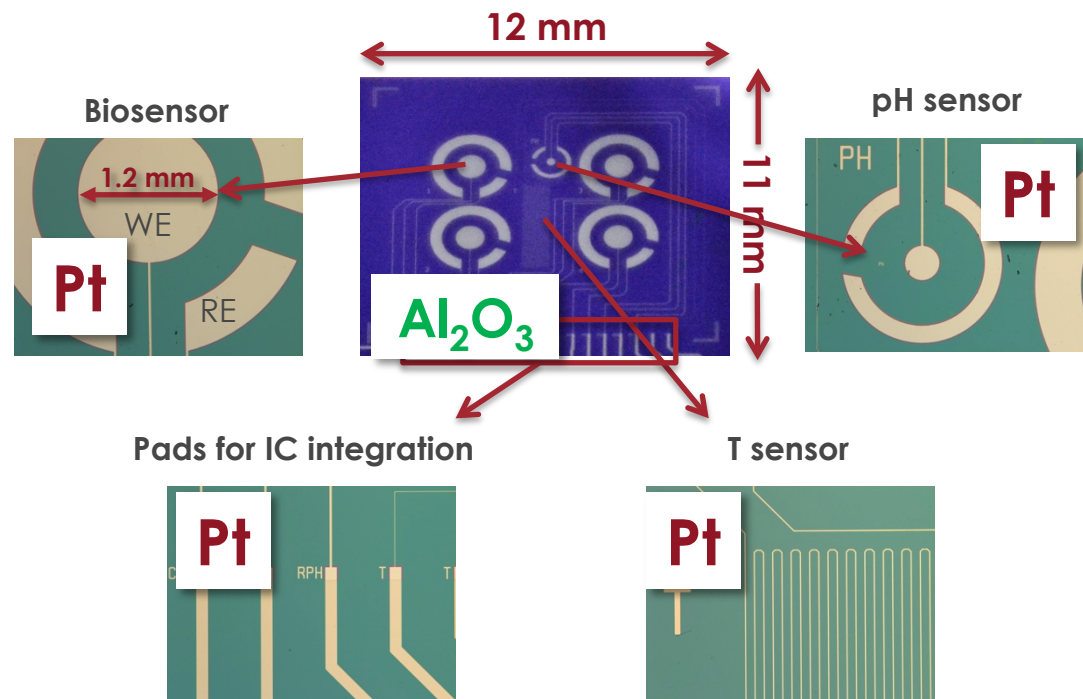 12 mm
Biosensor
pH sensor
11 mm
1.2 mm
WE
RE
Pt
PH
Pt
Al₂O₃
Pads for IC integration
T sensor
Pt
C
RPH
T
T
Pt